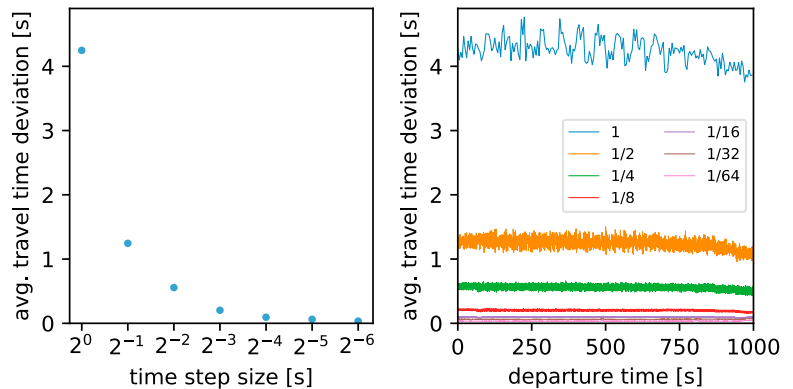 avg. travel time deviation [s]
4
3
2
1
0
2⁰ 2⁻¹ 2⁻² 2⁻³ 2⁻⁴ 2⁻⁵ 2⁻⁶
time step size [s]
avg. travel time deviation [s]
4
3
2
1
0
1 1/16
1/2 1/32
1/4 1/64
1/8
0 250 500 750 1000
departure time [s]